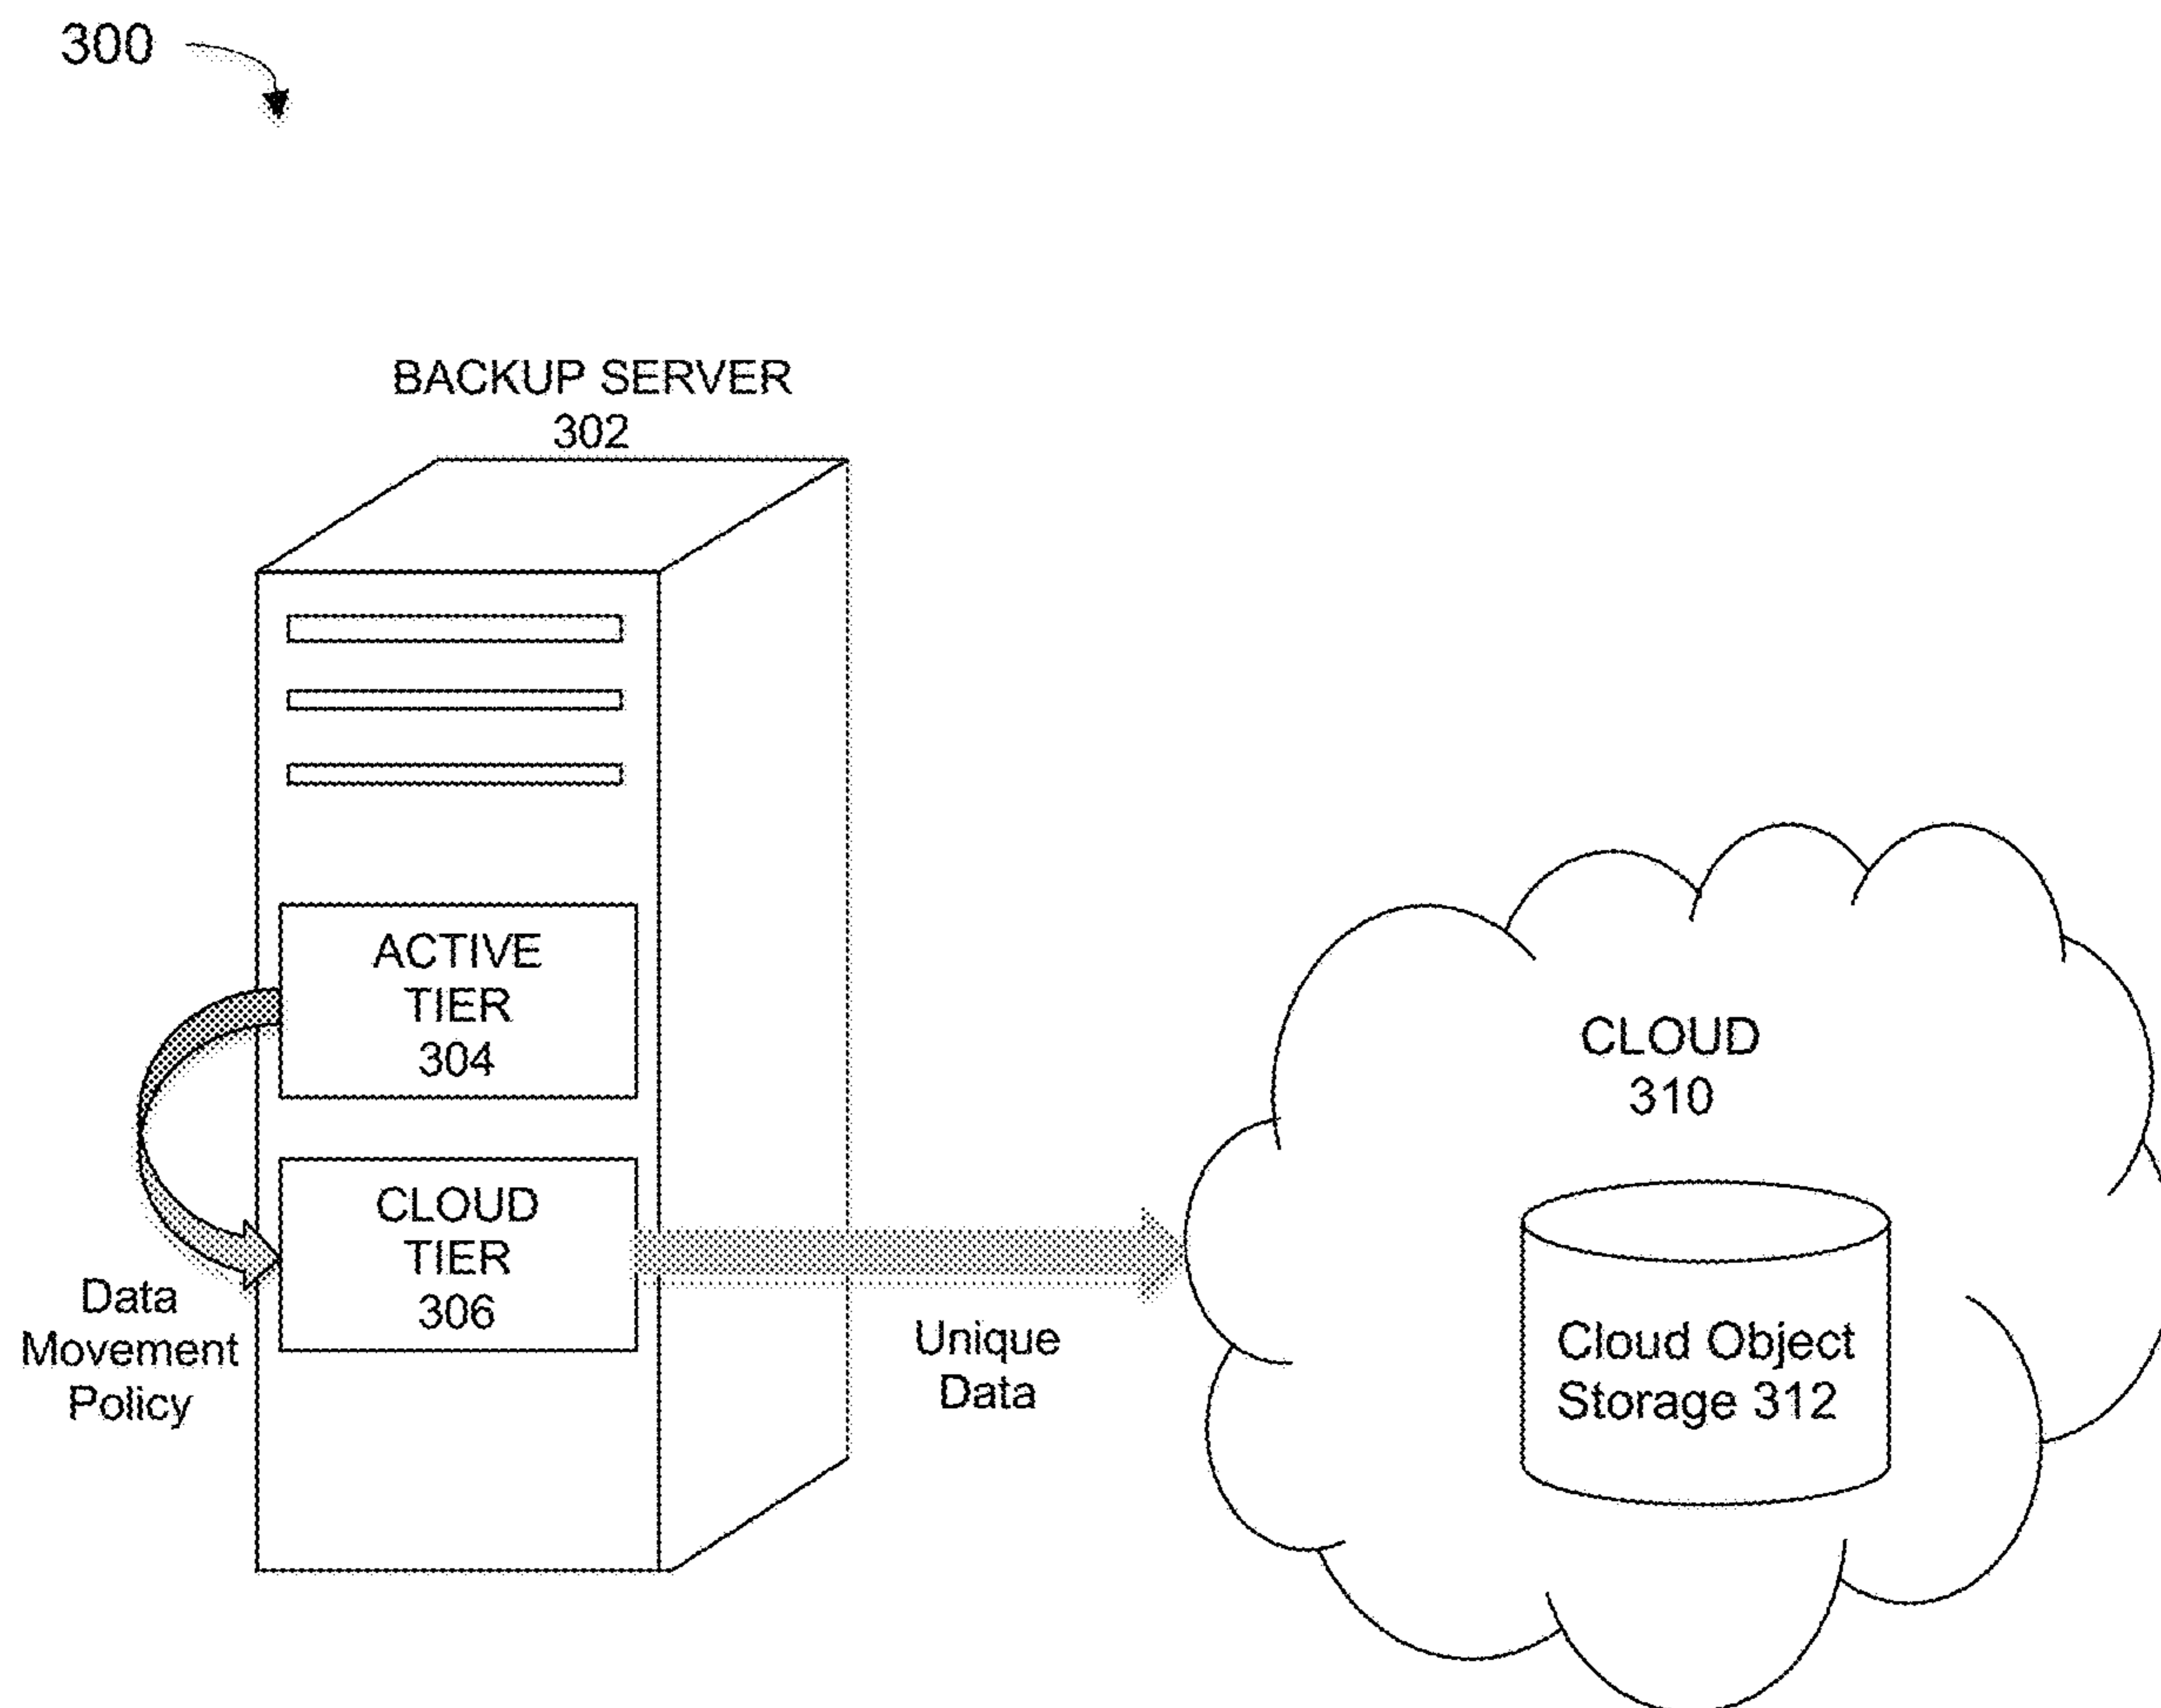 300
BACKUP SERVER
302
ACTIVE
TIER
304
CLOUD
TIER
306
Data
Movement
Policy
Unique
Data
CLOUD
310
Cloud Object
Storage 312